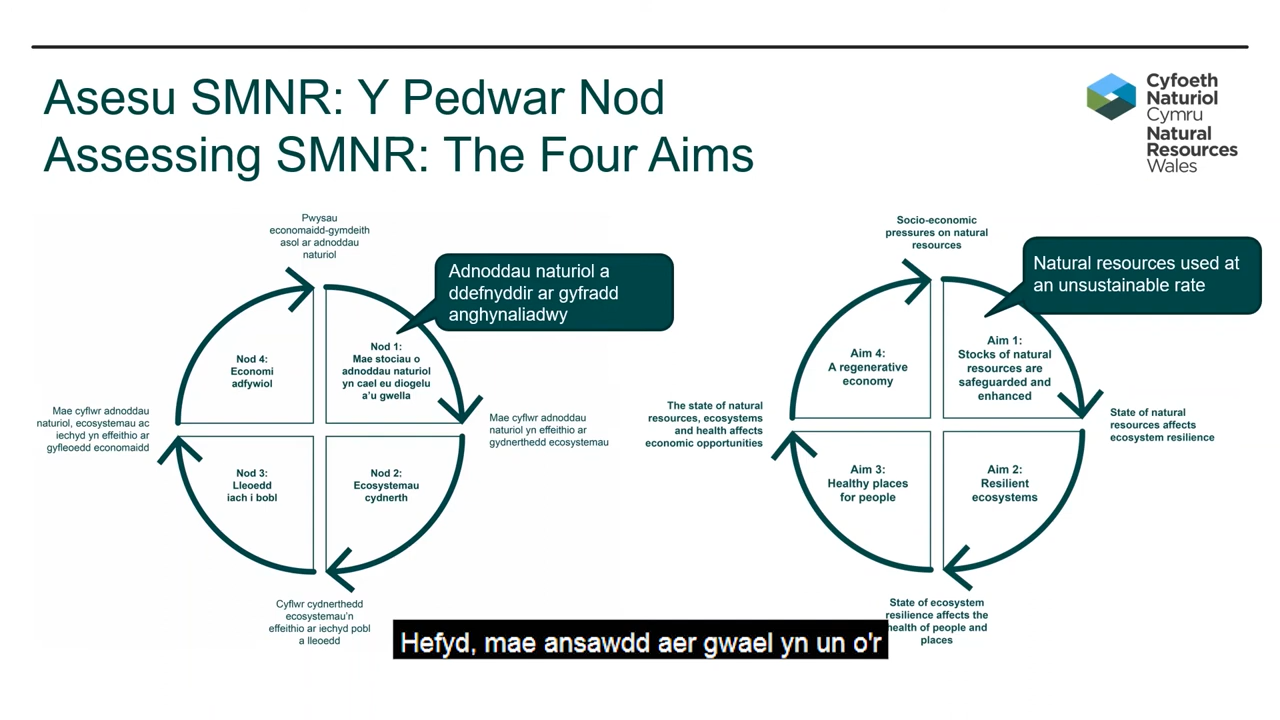 Asesu SMNR: Y Pedwar Nod
Assessing SMNR: The Four Aims
Cyfoeth
Naturiol
Cymru
Natural
Resources
Wales
Pwysau
economaidd-gymdeith
asol ar adnoddau
naturiol
Adnoddau naturiol a
ddefnyddir ar gyfradd
anghynaliadwy
Nod 4:
Economi
adfywiol
Nod 1:
Mae stociau o
adnoddau naturiol
yn cael eu diogelu
a'u gwella
Mae cyflwr adnoddau
naturiol, ecosystemau ac
iechyd yn effeithio ar
gyfleoedd economaidd
Mae cyflwr adnoddau
naturiol yn effeithio ar
gydnerthedd ecosystemau
Nod 3:
Lleoedd
iach i bobl
Nod 2:
Ecosystemau
cydnerth
Cyflwr cydnerthedd
ecosystemau'n
effeithio ar iechyd pobl
a lleoedd
Socio-economic
pressures on natural
resources
Natural resources used at
an unsustainable rate
Aim 4:
A regenerative
economy
Aim 1:
Stocks of natural
resources are
safeguarded and
enhanced
The state of natural
resources, ecosystems
and health affects
economic opportunities
State of natural
resources affects
ecosystem resilience
Aim 3:
Healthy places
for people
Aim 2:
Resilient
ecosystems
State of ecosystem
resilience affects the
health of people and
places
Hefyd, mae ansawdd aer gwael yn un o'r